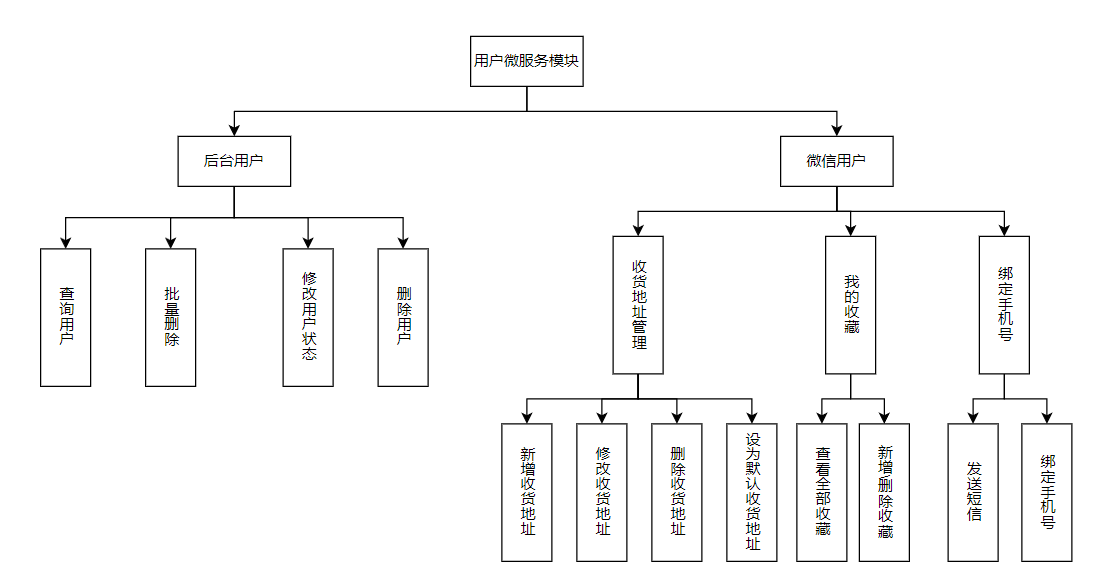 用户微服务模块
后台用户
微信用户
查询用户
批量删除
修改用户状态
删除用户
收货地址管理
我的收藏
绑定手机号
新增收货地址
修改收货地址
删除收货地址
设为默认收货地址
查看全部收藏
新增/删除收藏
发送短信
绑定手机号